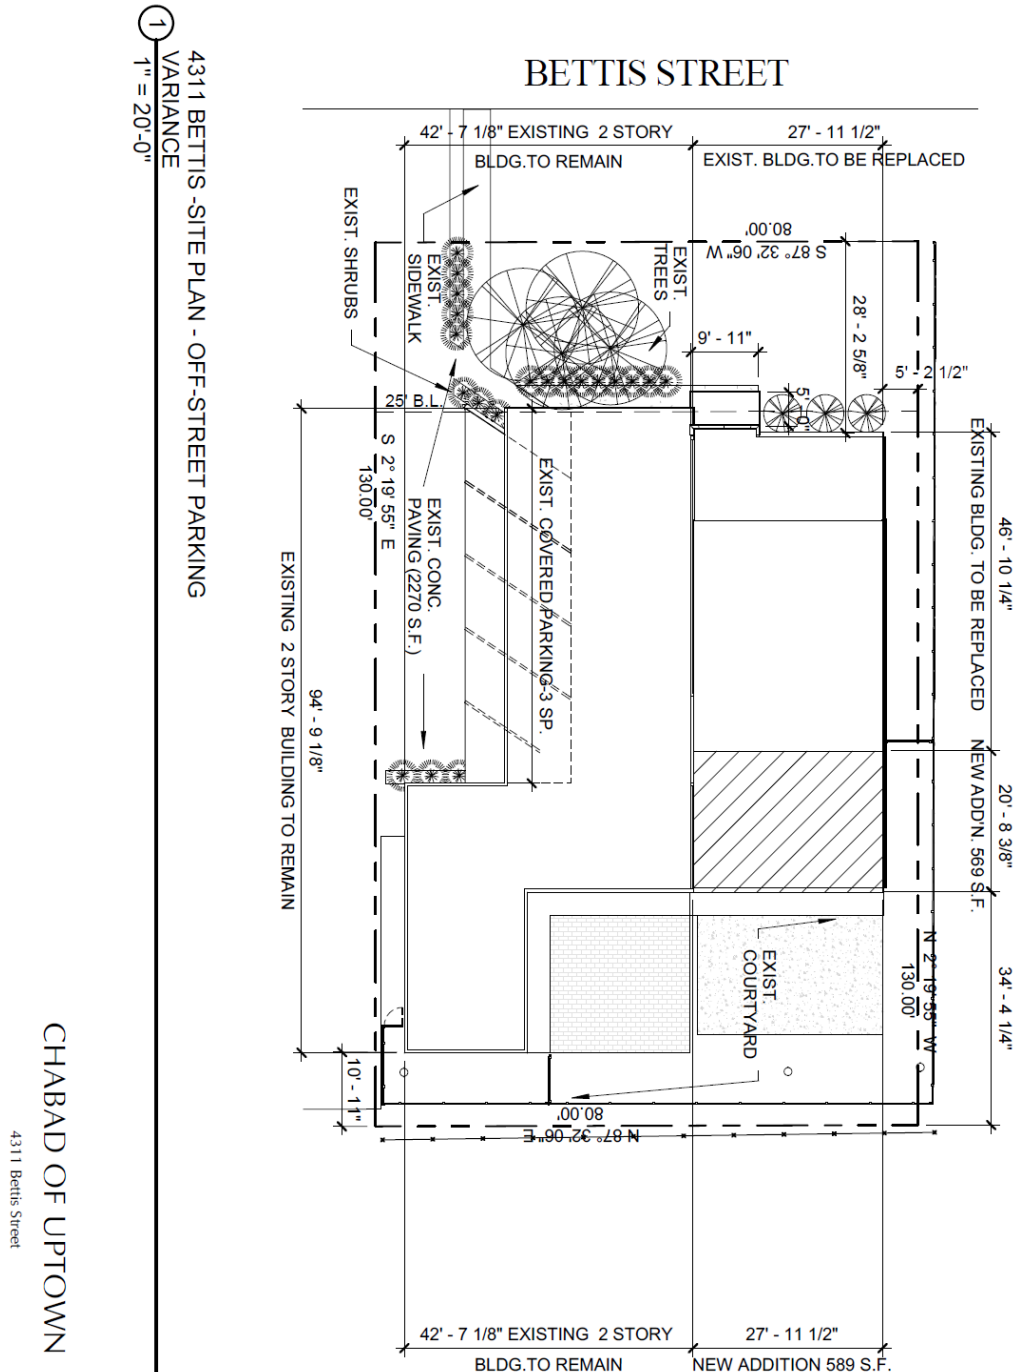 1
4311 BETTIS -SITE PLAN - OFF-STREET PARKING
VARIANCE
1" = 20'-0"
BETTIS STREET
42' - 7 1/8" EXISTING 2 STORY
BLDG.TO REMAIN
27' - 11 1/2"
EXIST. BLDG.TO BE REPLACED
S 87° 32' 06" W
80.00'
EXIST. SHRUBS
EXIST.
SIDEWALK
EXIST.
TREES
9' - 11"
28' - 2 5/8"
5' - 2 1/2"
5' - 0"
25' B.L.
S 2° 19' 55" E
130.00'
EXIST. CONC.
PAVING (2270 S.F.)
EXIST. COVERED PARKING-3 SP.
EXISTING 2 STORY BUILDING TO REMAIN
94' - 9 1/8"
46' - 10 1/4"
EXISTING BLDG. TO BE REPLACED
20' - 8 3/8"
NEW ADD'N. 569 S.F.
34' - 4 1/4"
N 2° 19' 55" W
130.00'
EXIST.
COURTYARD
10' - 11"
N 87° 32' 06" E
80.00'
42' - 7 1/8" EXISTING 2 STORY
BLDG.TO REMAIN
27' - 11 1/2"
NEW ADDITION 589 S.F.
CHABAD OF UPTOWN
4311 Bettis Street